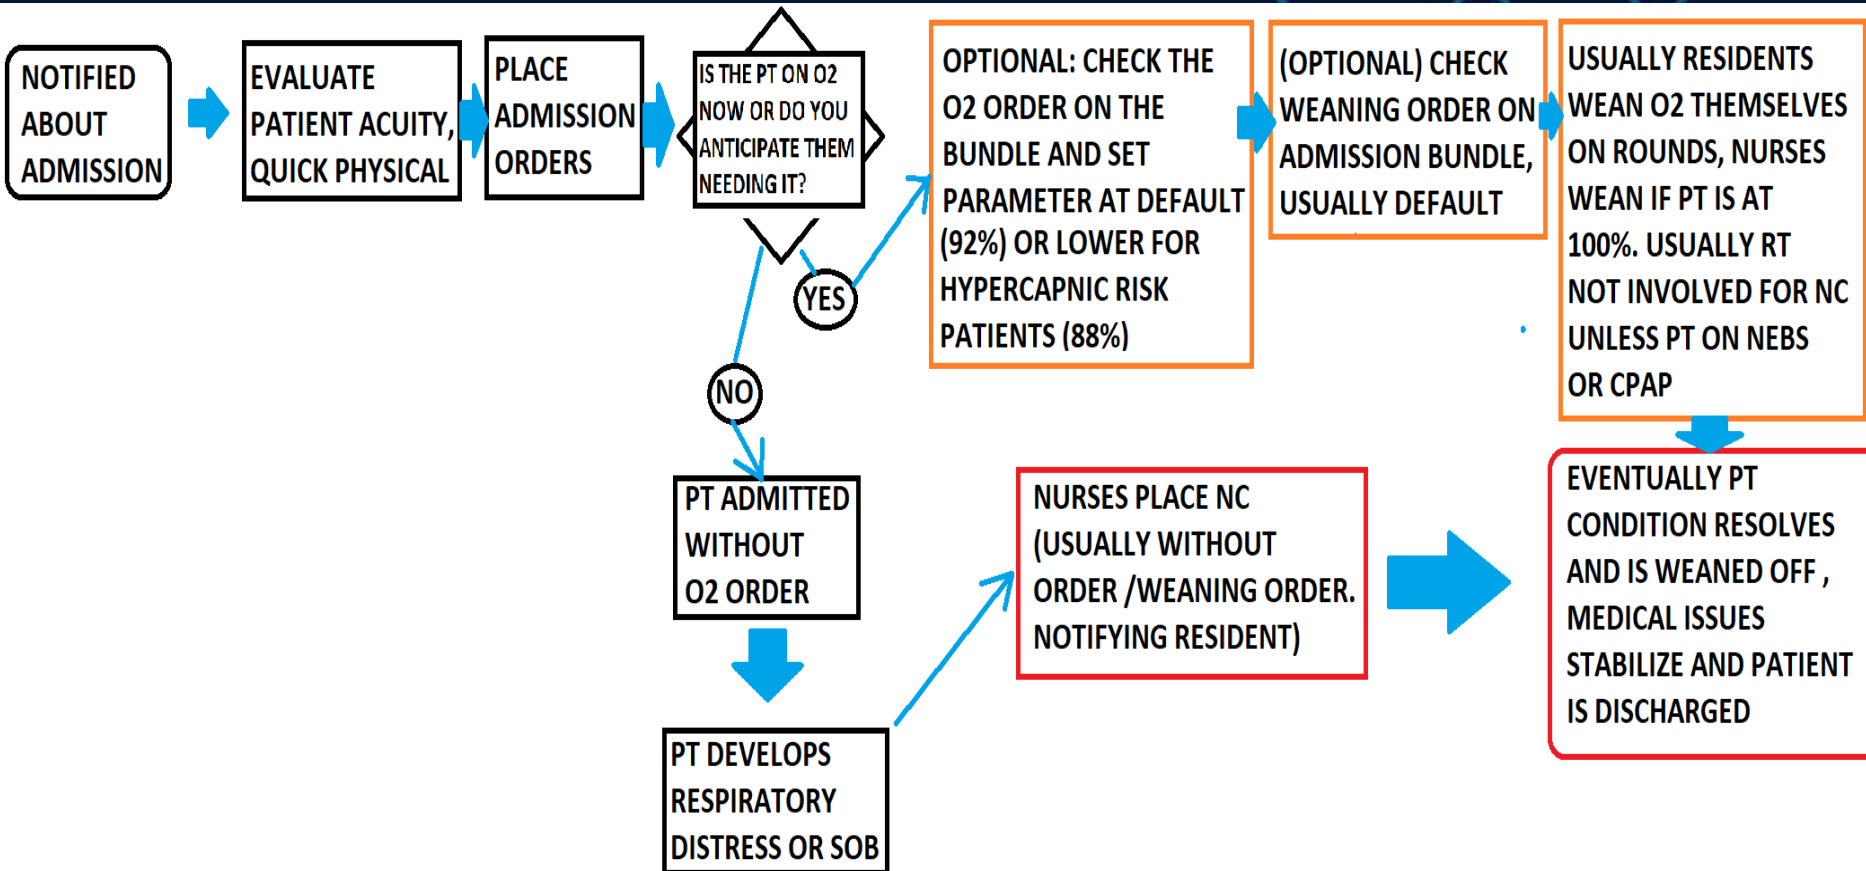 NOTIFIED
ABOUT
ADMISSION
EVALUATE
PATIENT ACUITY,
QUICK PHYSICAL
PLACE
ADMISSION
ORDERS
IS THE PT ON O2
NOW OR DO YOU
ANTICIPATE THEM
NEEDING IT?
YES
NO
OPTIONAL: CHECK THE
O2 ORDER ON THE
BUNDLE AND SET
PARAMETER AT DEFAULT
(92%) OR LOWER FOR
HYPERCAPNIC RISK
PATIENTS (88%)
(OPTIONAL) CHECK
WEANING ORDER ON
ADMISSION BUNDLE,
USUALLY DEFAULT
USUALLY RESIDENTS
WEAN O2 THEMSELVES
ON ROUNDS, NURSES
WEAN IF PT IS AT
100%. USUALLY RT
NOT INVOLVED FOR NC
UNLESS PT ON NEBS
OR CPAP
PT ADMITTED
WITHOUT
O2 ORDER
PT DEVELOPS
RESPIRATORY
DISTRESS OR SOB
NURSES PLACE NC
(USUALLY WITHOUT
ORDER /WEANING ORDER.
NOTIFYING RESIDENT)
EVENTUALLY PT
CONDITION RESOLVES
AND IS WEANED OFF ,
MEDICAL ISSUES
STABILIZE AND PATIENT
IS DISCHARGED